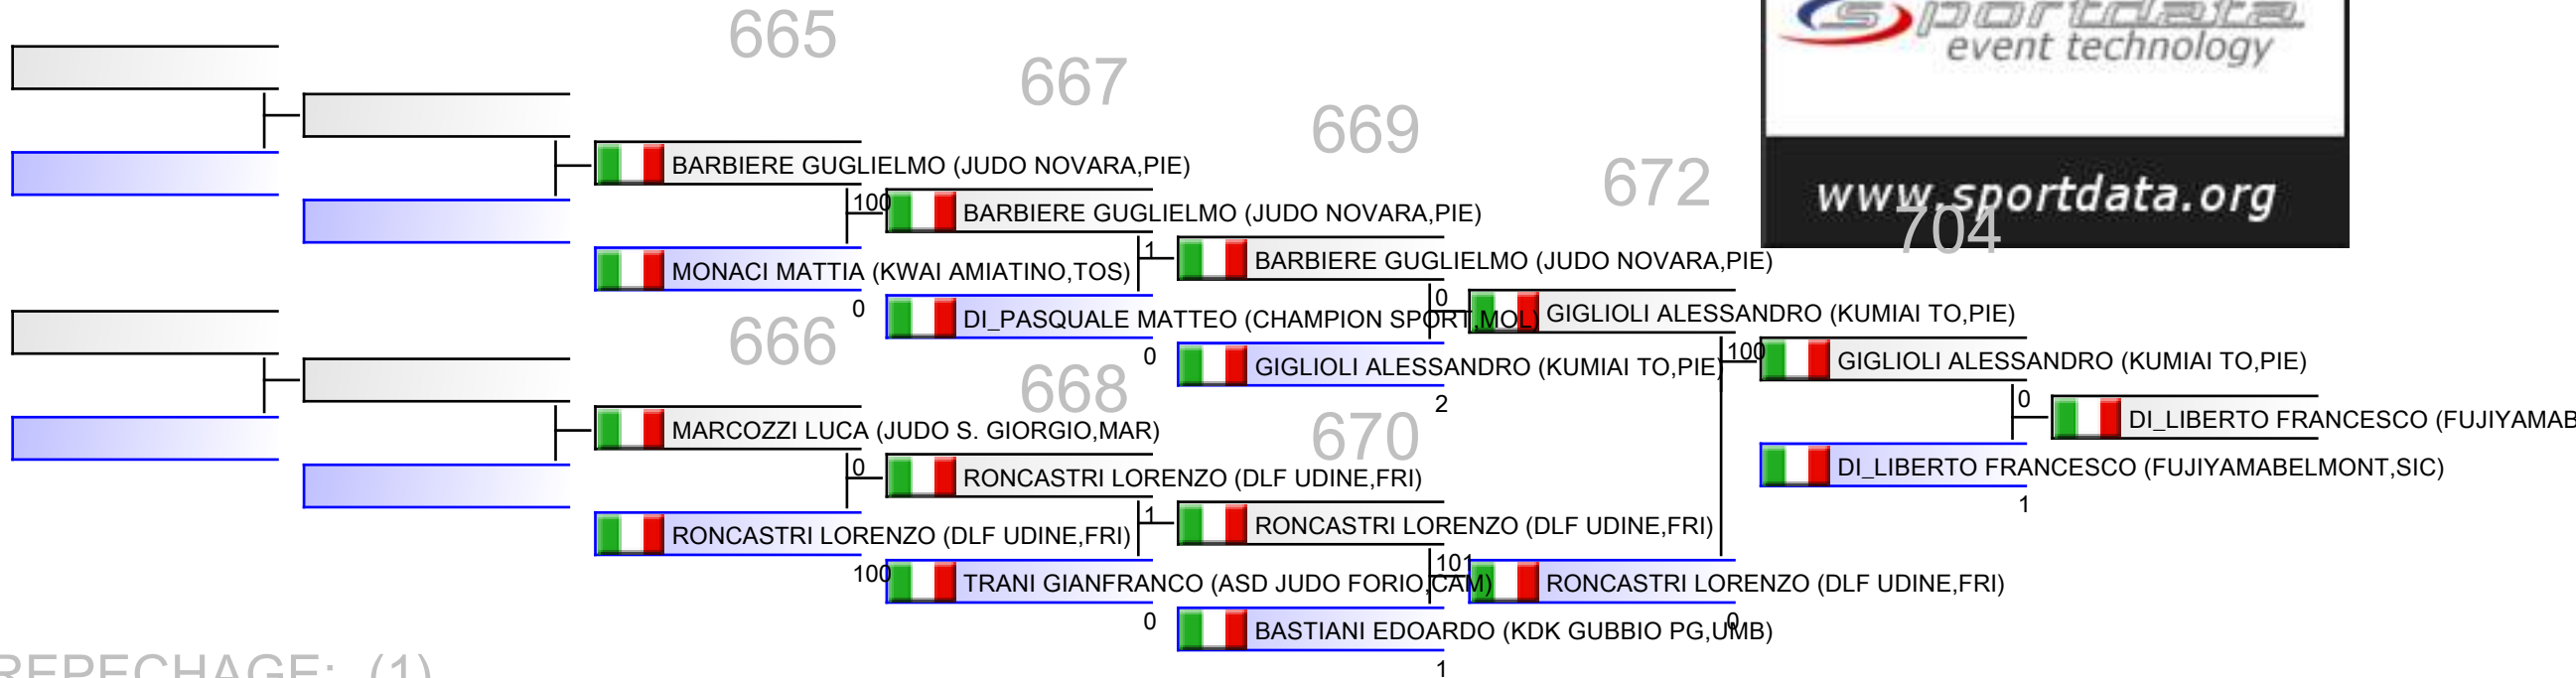 665
667
669
672
sportdata
event technology
www.sportdata.org
704
BARBIERE GUGLIELMO (JUDO NOVARA,PIE)
100
BARBIERE GUGLIELMO (JUDO NOVARA,PIE)
1
BARBIERE GUGLIELMO (JUDO NOVARA,PIE)
MONACI MATTIA (KWAI AMIATINO,TOS)
0
0
GIGLIOLI ALESSANDRO (KUMIAI TO,PIE)
DI_PASQUALE MATTEO (CHAMPION SPORT,MOL)
0
666
668
GIGLIOLI ALESSANDRO (KUMIAI TO,PIE)
2
100
GIGLIOLI ALESSANDRO (KUMIAI TO,PIE)
0
DI_LIBERTO FRANCESCO (FUJIYAMAB
670
MARCOZZI LUCA (JUDO S. GIORGIO,MAR)
0
RONCASTRI LORENZO (DLF UDINE,FRI)
DI_LIBERTO FRANCESCO (FUJIYAMABELMONT,SIC)
1
1
RONCASTRI LORENZO (DLF UDINE,FRI)
RONCASTRI LORENZO (DLF UDINE,FRI)
100
101
TRANI GIANFRANCO (ASD JUDO FORIO,CAM)
0
RONCASTRI LORENZO (DLF UDINE,FRI)
0
BASTIANI EDOARDO (KDK GUBBIO PG,UMB)
1
REPECHAGE: (1)